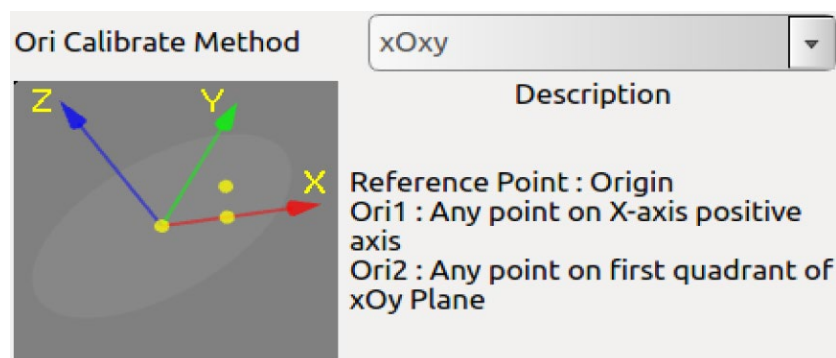 Ori Calibrate Method
xOxy
Description
Z
Y
X
Reference Point : Origin
Ori1 : Any point on X-axis positive
axis
Ori2 : Any point on first quadrant of
xOy Plane